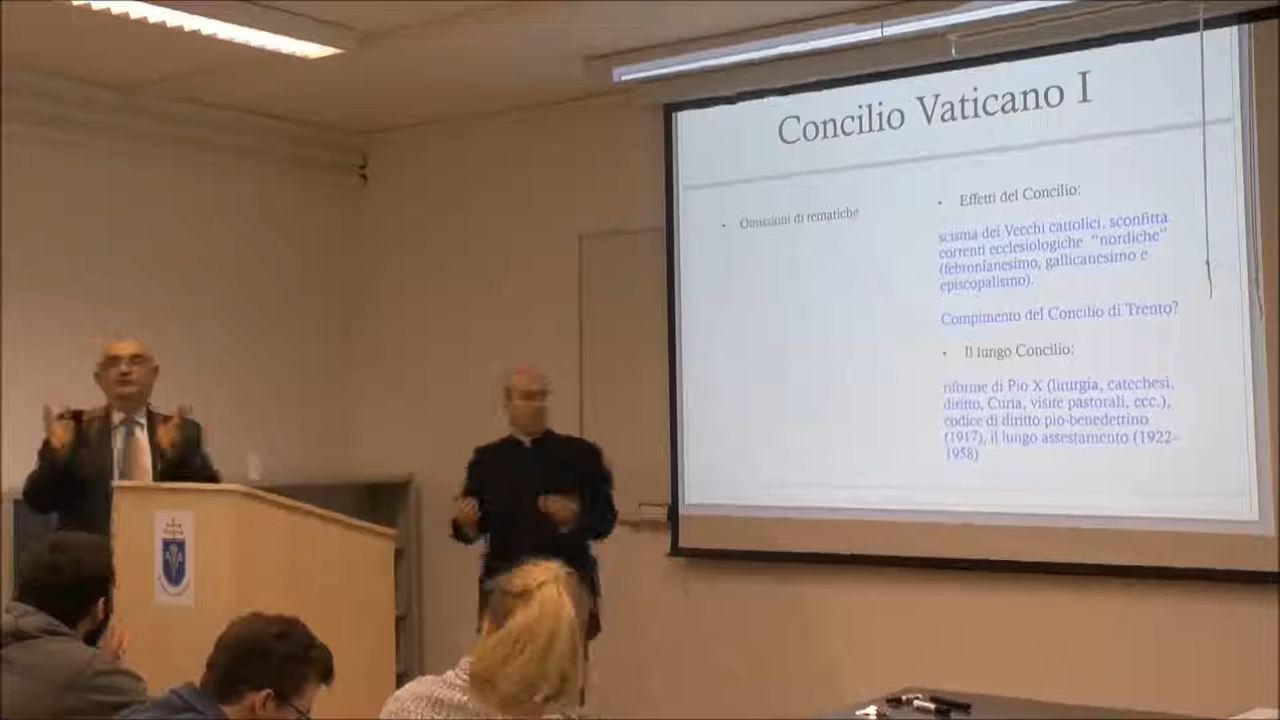 Concilio Vaticano I
• Omissioni di tematiche
• Effetti del Concilio:
scisma dei Vecchi cattolici, sconfitta
correnti ecclesiologiche "nordiche"
(febronianesimo, gallicanesimo e
episcopalismo).
Compimento del Concilio di Trento?
• Il lungo Concilio:
riforme di Pio X (liturgia, catechesi,
diritto, Curia, visite pastorali, ecc.),
codice di diritto pio-benedettino
(1917), il lungo assestamento (1922-
1958)